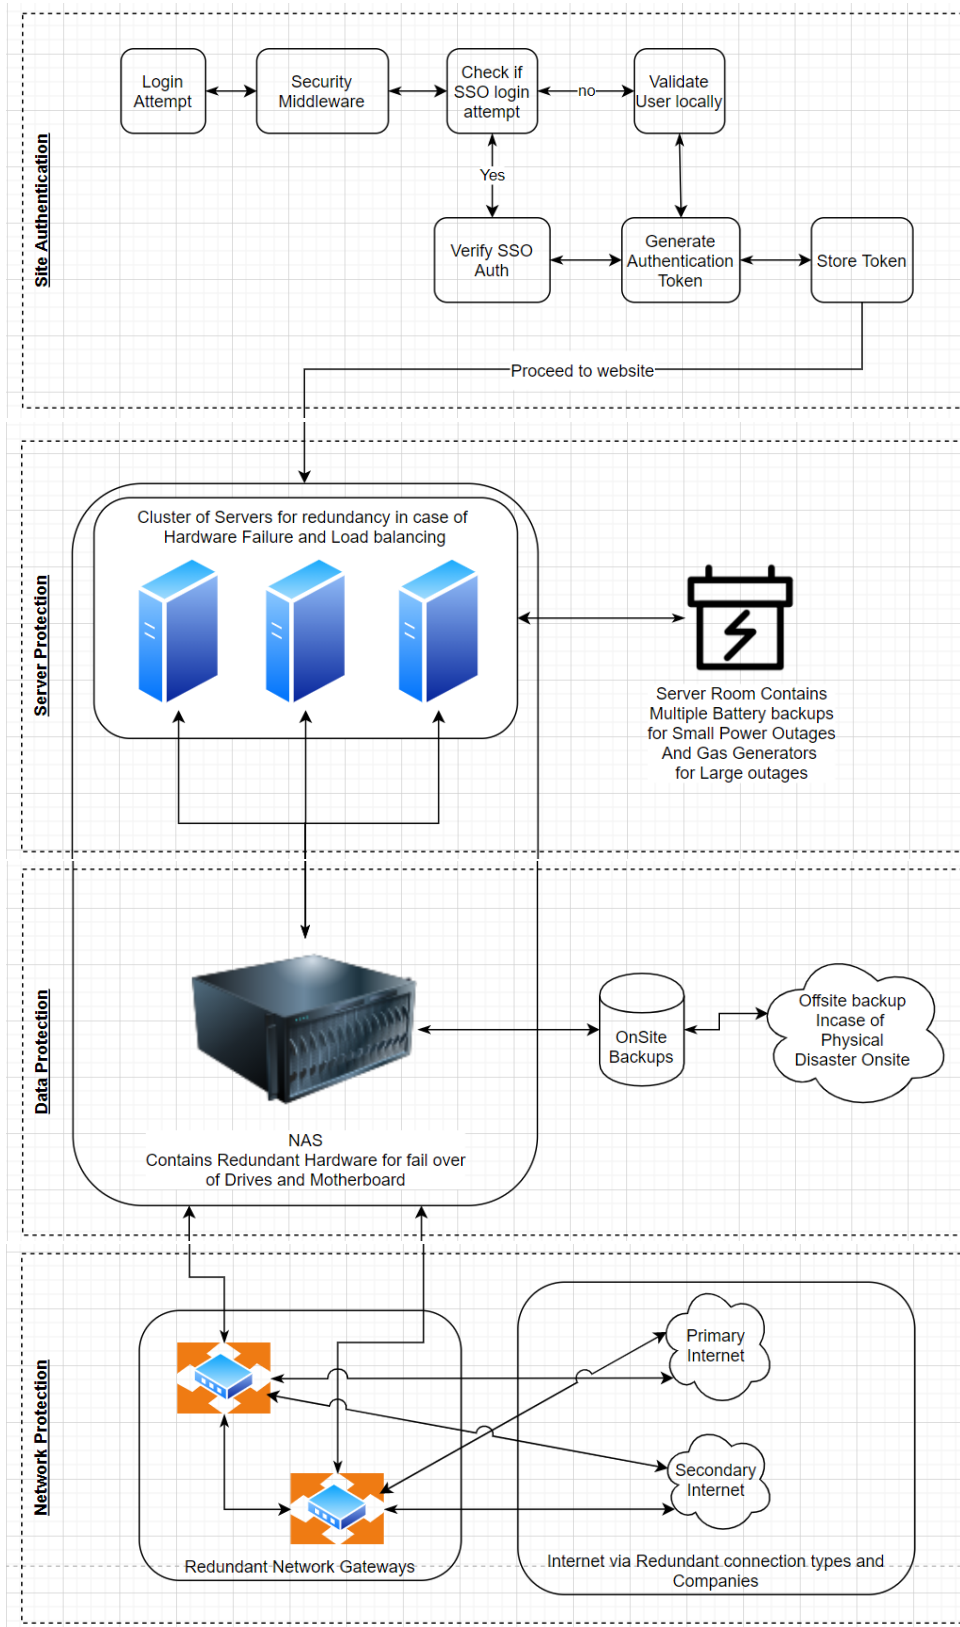 Site Authentication
Login
Attempt
Security
Middleware
Check if
SSO login
attempt
no
Validate
User locally
Yes
Verify SSO
Auth
Generate
Authentication
Token
Store Token
Proceed to website
Server Protection
Cluster of Servers for redundancy in case of
Hardware Failure and Load balancing
Server Room Contains
Multiple Battery backups
for Small Power Outages
And Gas Generators
for Large outages
Data Protection
OnSite
Backups
Offsite backup
Incase of
Physical
Disaster Onsite
NAS
Contains Redundant Hardware for fail over
of Drives and Motherboard
Network Protection
Primary
Internet
Secondary
Internet
Redundant Network Gateways
Internet via Redundant connection types and
Companies